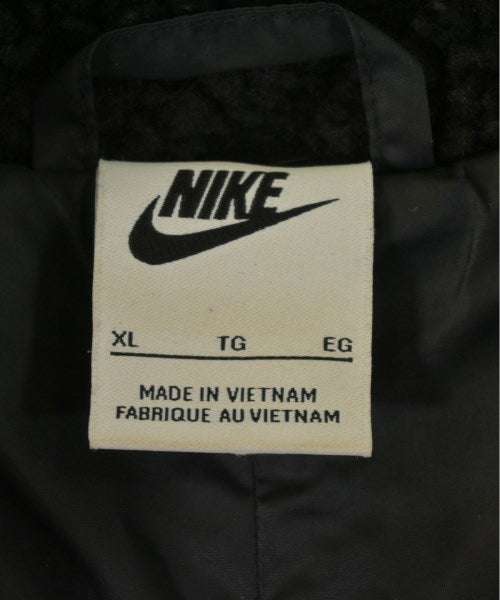 NIKE
XL TG EG
MADE IN VIETNAM
FABRIQUE AU VIETNAM